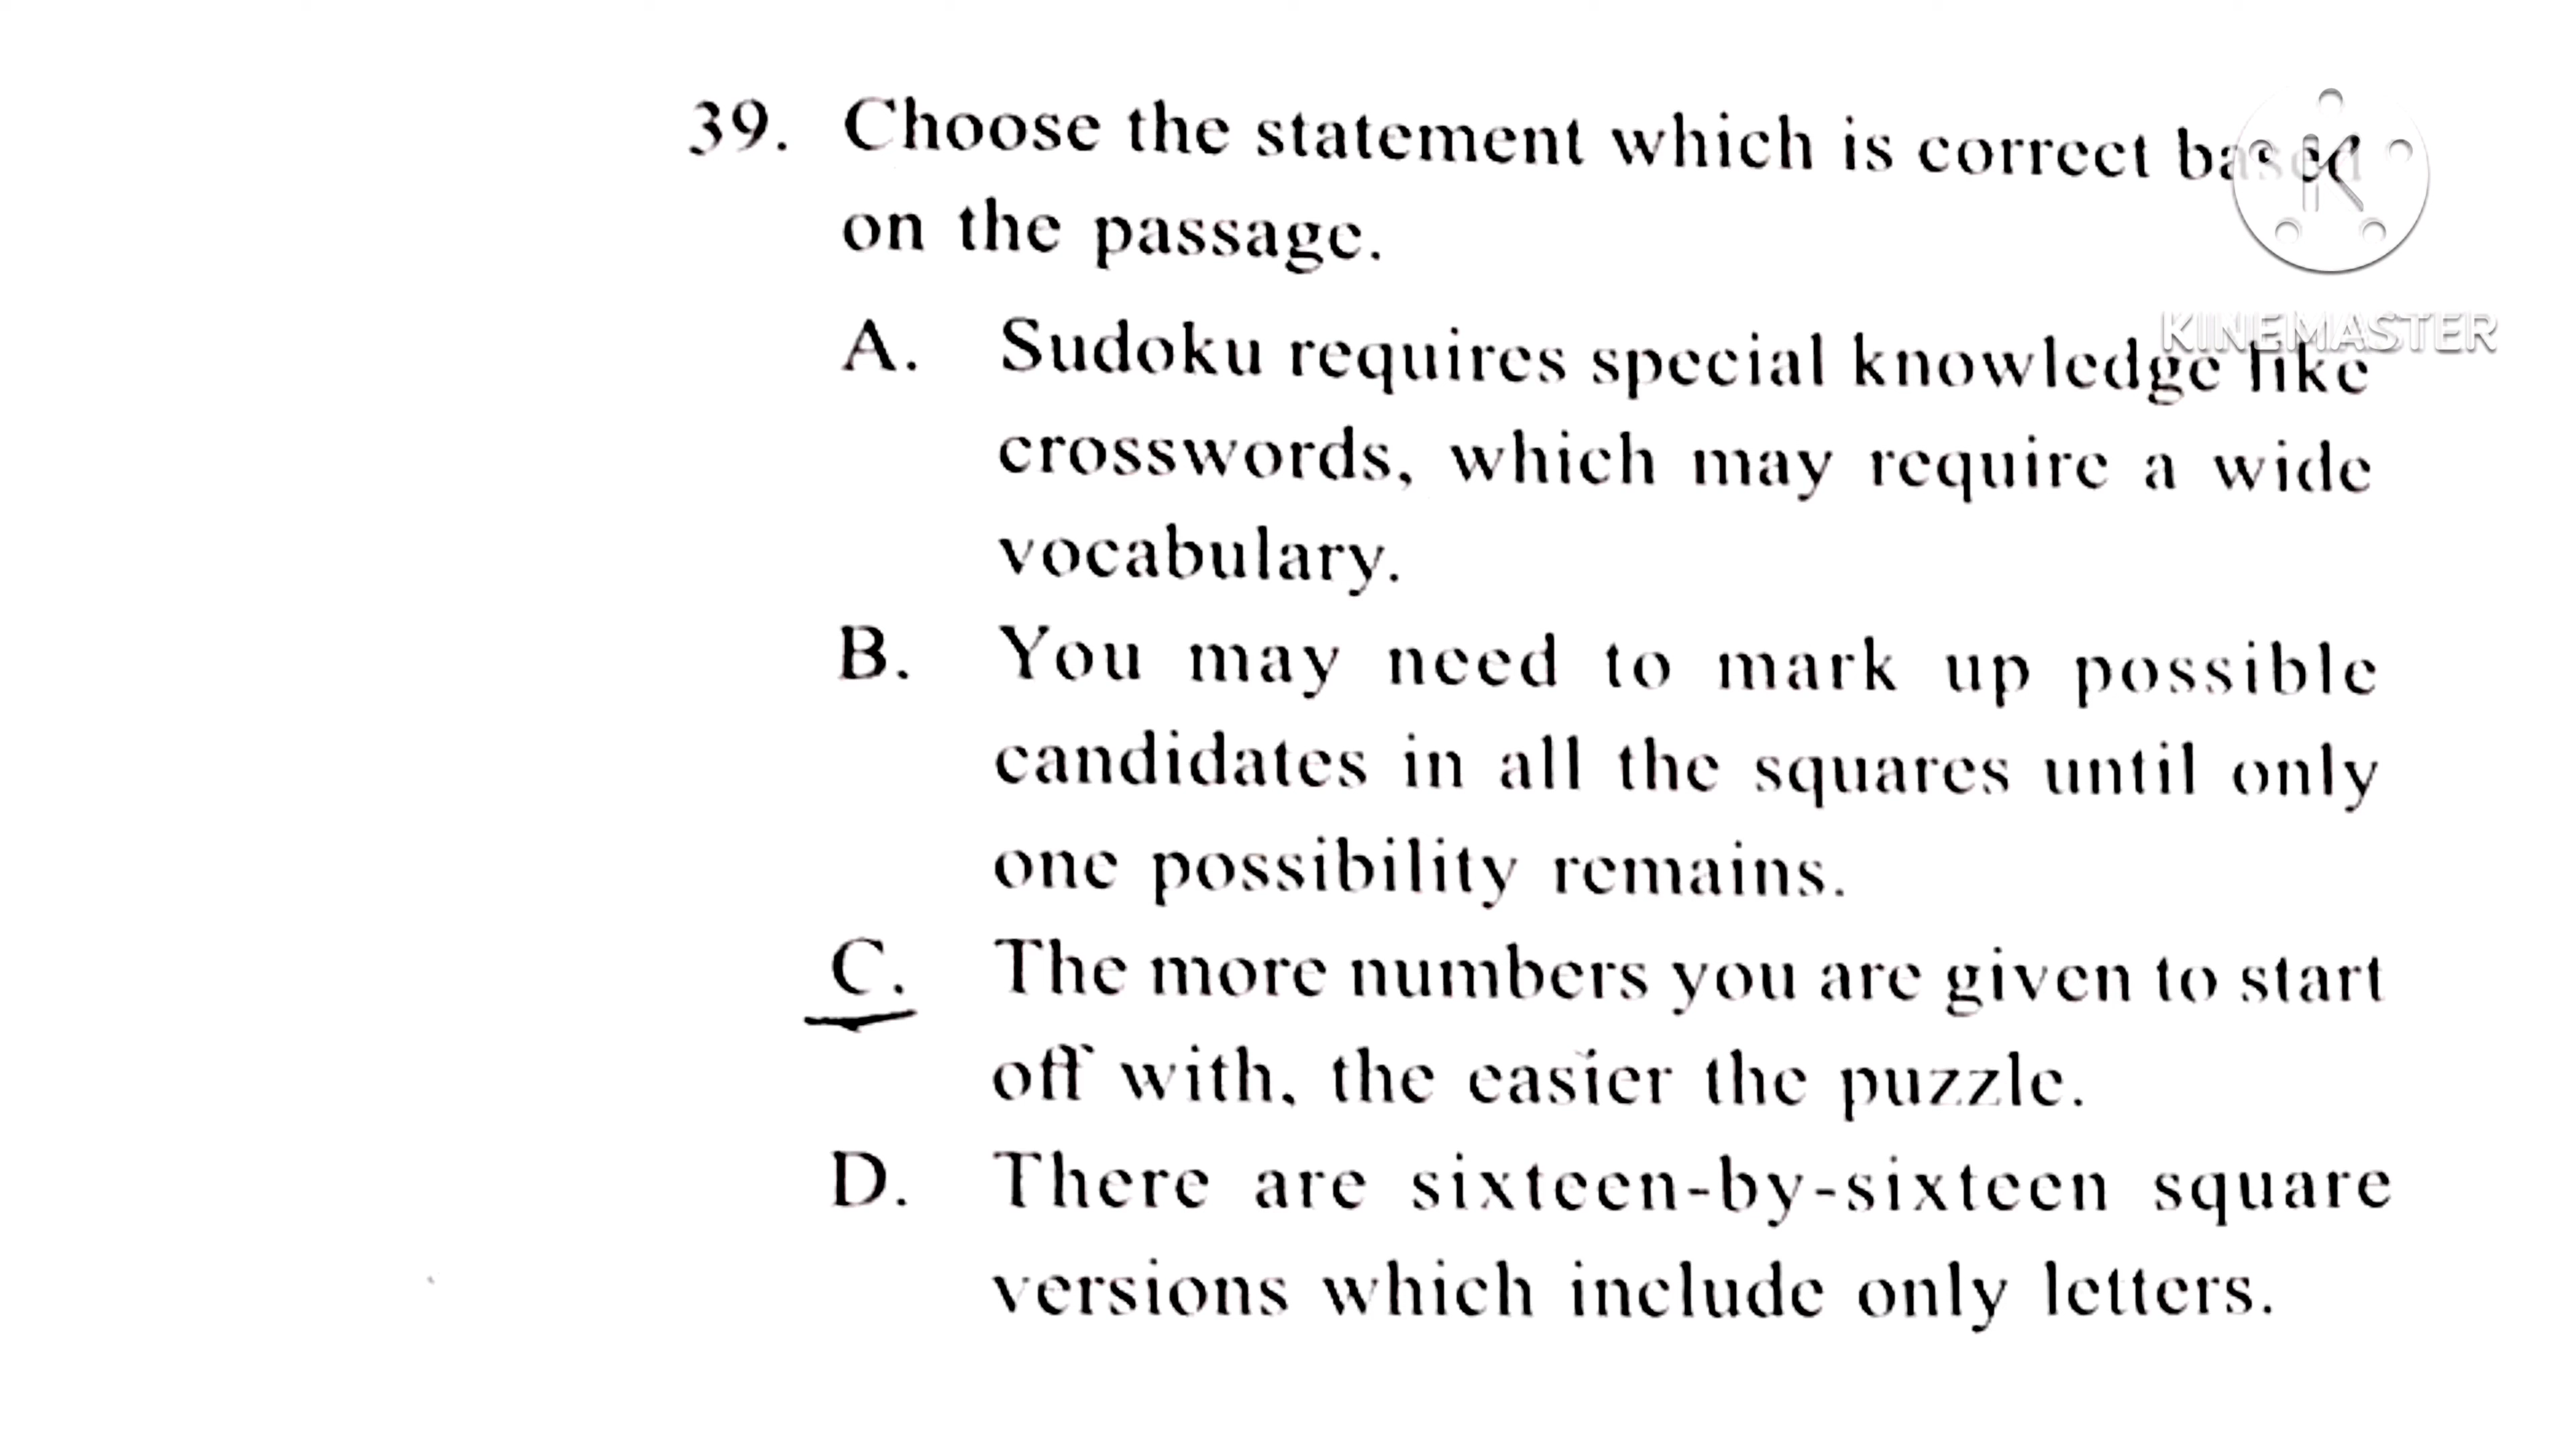 39. Choose the statement which is correct based
on the passage.
KINEMASTER
A. Sudoku requires special knowledge like
crosswords, which may require a wide
vocabulary.
B. You may need to mark up possible
candidates in all the squares until only
one possibility remains.
C. The more numbers you are given to start
off with, the easier the puzzle.
D. There are sixteen-by-sixteen square
versions which include only letters.